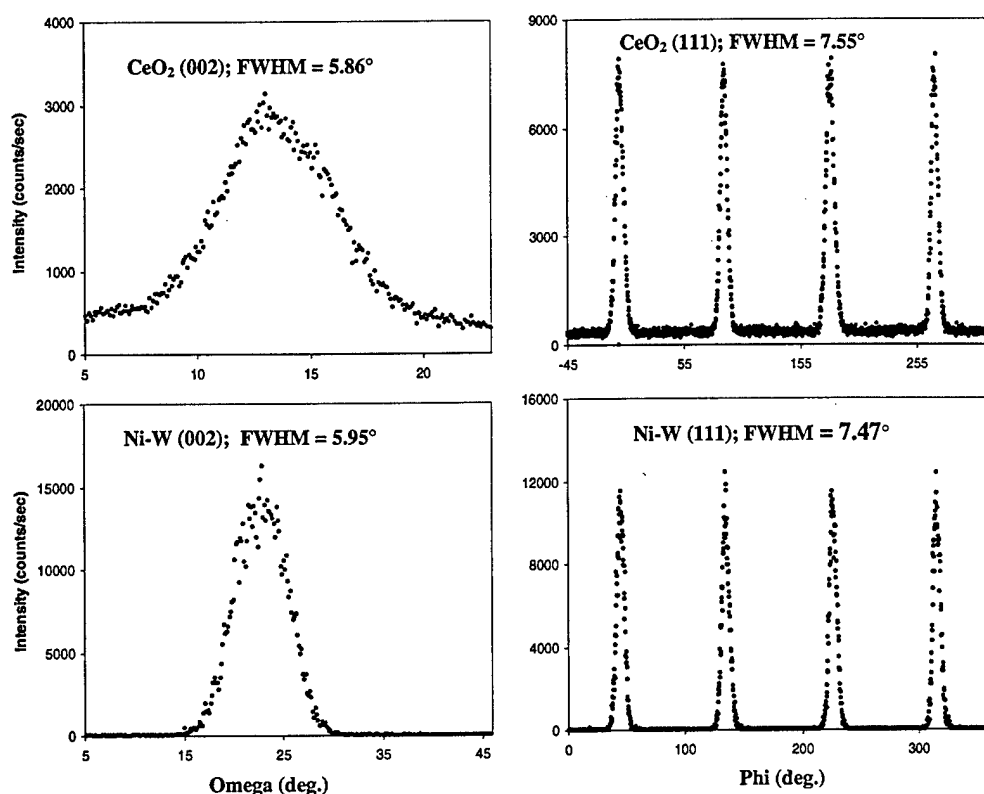 4000
3000
2000
1000
0
5 10 15 20
Intensity (counts/sec)
CeO₂ (002); FWHM = 5.86°
9000
6000
3000
0
-45 55 155 255
CeO₂ (111); FWHM = 7.55°
20000
15000
10000
5000
0
5 15 25 35 45
Intensity (counts/sec)
Ni-W (002); FWHM = 5.95°
Omega (deg.)
16000
12000
8000
4000
0
0 100 200 300
Ni-W (111); FWHM = 7.47°
Phi (deg.)